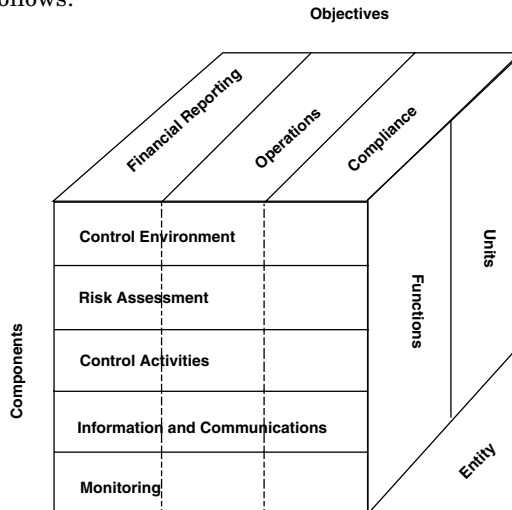 ollows:
Objectives
Financial Reporting
Operations
Compliance
Control Environment
Risk Assessment
Control Activities
Information and Communications
Monitoring
Components
Functions
Units
Entity